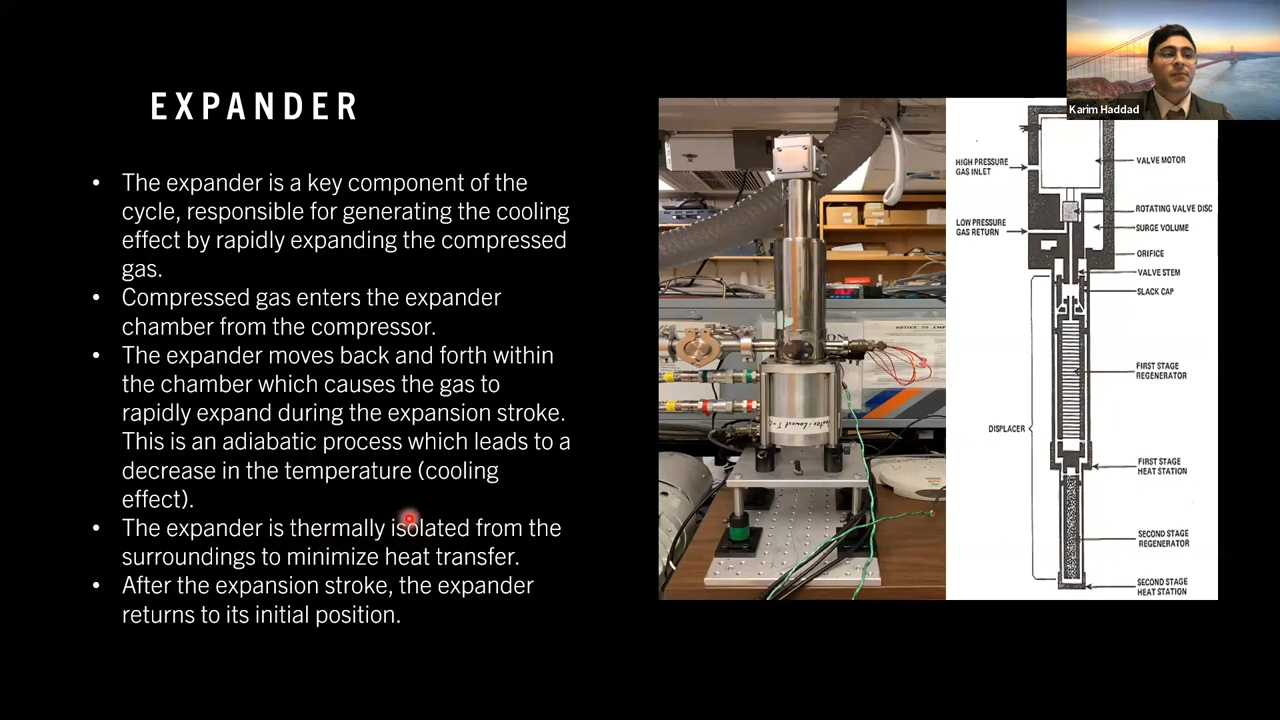 EXPANDER
• The expander is a key component of the
cycle, responsible for generating the cooling
effect by rapidly expanding the compressed
gas.
• Compressed gas enters the expander
chamber from the compressor.
• The expander moves back and forth within
the chamber which causes the gas to
rapidly expand during the expansion stroke.
This is an adiabatic process which leads to a
decrease in the temperature (cooling
effect).
• The expander is thermally isolated from the
surroundings to minimize heat transfer.
• After the expansion stroke, the expander
returns to its initial position.
Karim Haddad
HIGH PRESSURE
GAS INLET
VALVE MOTOR
ROTATING VALVE DISC
LOW PRESSURE
GAS RETURN
SURGE VOLUME
ORIFICE
VALVE STEM
SLACK CAP
FIRST STAGE
REGENERATOR
DISPLACER
FIRST STAGE
HEAT STATION
SECOND STAGE
REGENERATOR
SECOND STAGE
HEAT STATION
NOTICE TO